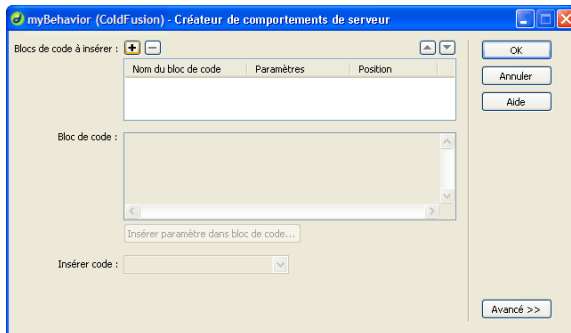 myBehavior (ColdFusion) - Créateur de comportements de serveur
Blocs de code à insérer :
Nom du bloc de code Paramètres Position
OK
Annuler
Aide
Bloc de code :
Insérer paramètre dans bloc de code...
Insérer code :
Avancé >>